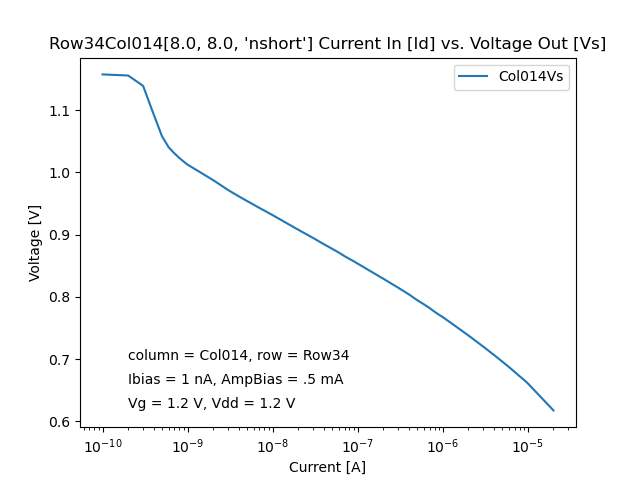 Row34Col014[8.0, 8.0, 'nshort'] Current In [Id] vs. Voltage Out [Vs]
Col014Vs
Voltage [V]
1.1
1.0
0.9
0.8
0.7
0.6
column = Col014, row = Row34
Ibias = 1 nA, AmpBias = .5 mA
Vg = 1.2 V, Vdd = 1.2 V
10⁻¹⁰ 10⁻⁹ 10⁻⁸ 10⁻⁷ 10⁻⁶ 10⁻⁵
Current [A]